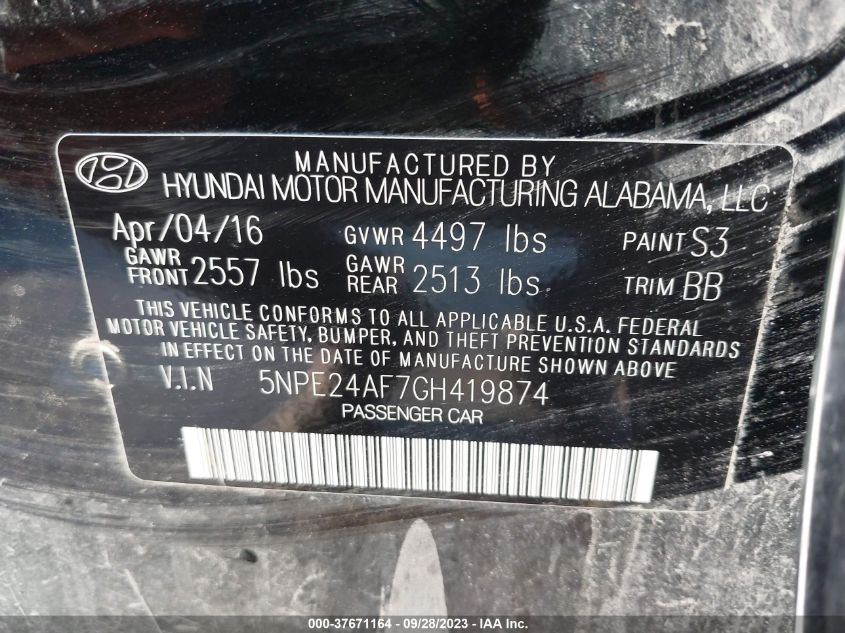 MANUFACTURED BY
HYUNDAI MOTOR MANUFACTURING ALABAMA, LLC
Apr/04/16 GVWR 4497 lbs PAINT S3
GAWR FRONT 2557 lbs GAWR REAR 2513 lbs TRIM BB
THIS VEHICLE CONFORMS TO ALL APPLICABLE U.S.A. FEDERAL
MOTOR VEHICLE SAFETY, BUMPER, AND THEFT PREVENTION STANDARDS
IN EFFECT ON THE DATE OF MANUFACTURE SHOWN ABOVE
V.I.N 5NPE24AF7GH419874
PASSENGER CAR
000-37671164 - 09/28/2023 - IAA Inc.